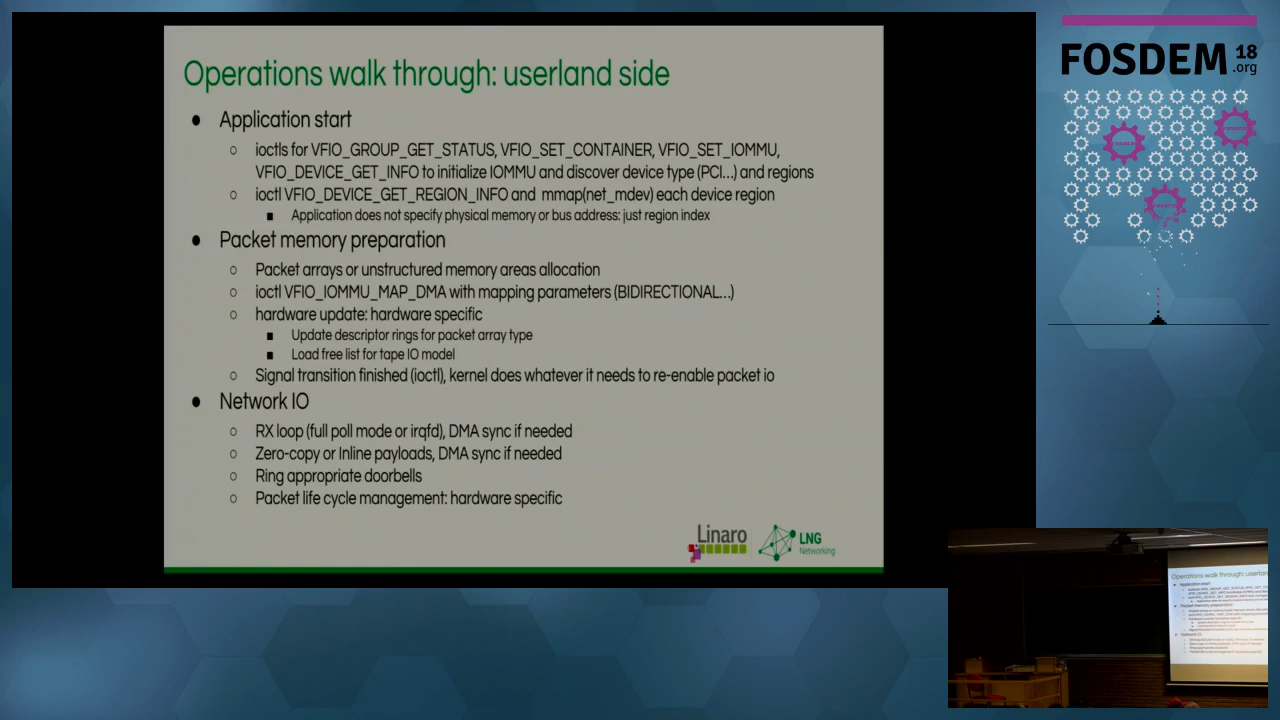 Operations walk through: userland side
● Application start
○ ioctls for VFIO_GROUP_GET_STATUS, VFIO_SET_CONTAINER, VFIO_SET_IOMMU,
VFIO_DEVICE_GET_INFO to initialize IOMMU and discover device type (PCI...) and regions
○ ioctl VFIO_DEVICE_GET_REGION_INFO and mmap(net_mdev) each device region
■ Application does not specify physical memory or bus address: just region index
● Packet memory preparation
○ Packet arrays or unstructured memory areas allocation
○ ioctl VFIO_IOMMU_MAP_DMA with mapping parameters (BIDIRECTIONAL...)
○ hardware update: hardware specific
■ Update descriptor rings for packet array type
■ Load free list for tape IO model
○ Signal transition finished (ioctl), kernel does whatever it needs to re-enable packet io
● Network IO
○ RX loop (full poll mode or irqfd), DMA sync if needed
○ Zero-copy or Inline payloads, DMA sync if needed
○ Ring appropriate doorbells
○ Packet life cycle management: hardware specific
Linaro
LNG
Networking
FOSDEM 18
.org
Operations walk through: userlan